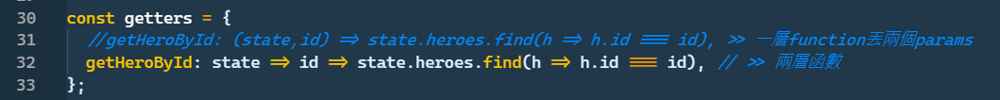 30 const getters = {
31 //getHeroById: (state,id) => state.heroes.find(h => h.id === id), >> 一層function丟兩個params
32 getHeroById: state => id => state.heroes.find(h => h.id === id), // >> 兩層函數
33 };